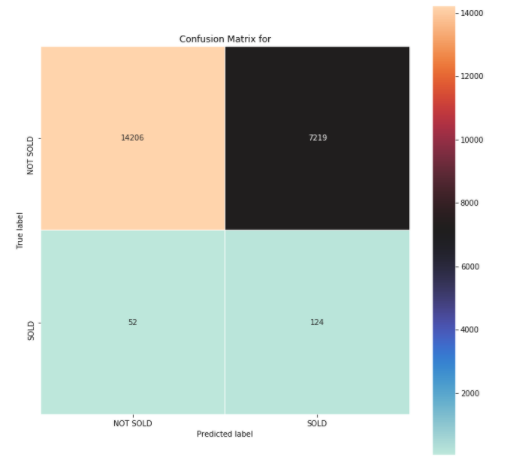 Confusion Matrix for
14000
12000
10000
8000
6000
4000
2000
True label
NOT SOLD
SOLD
14206
7219
52
124
NOT SOLD
SOLD
Predicted label